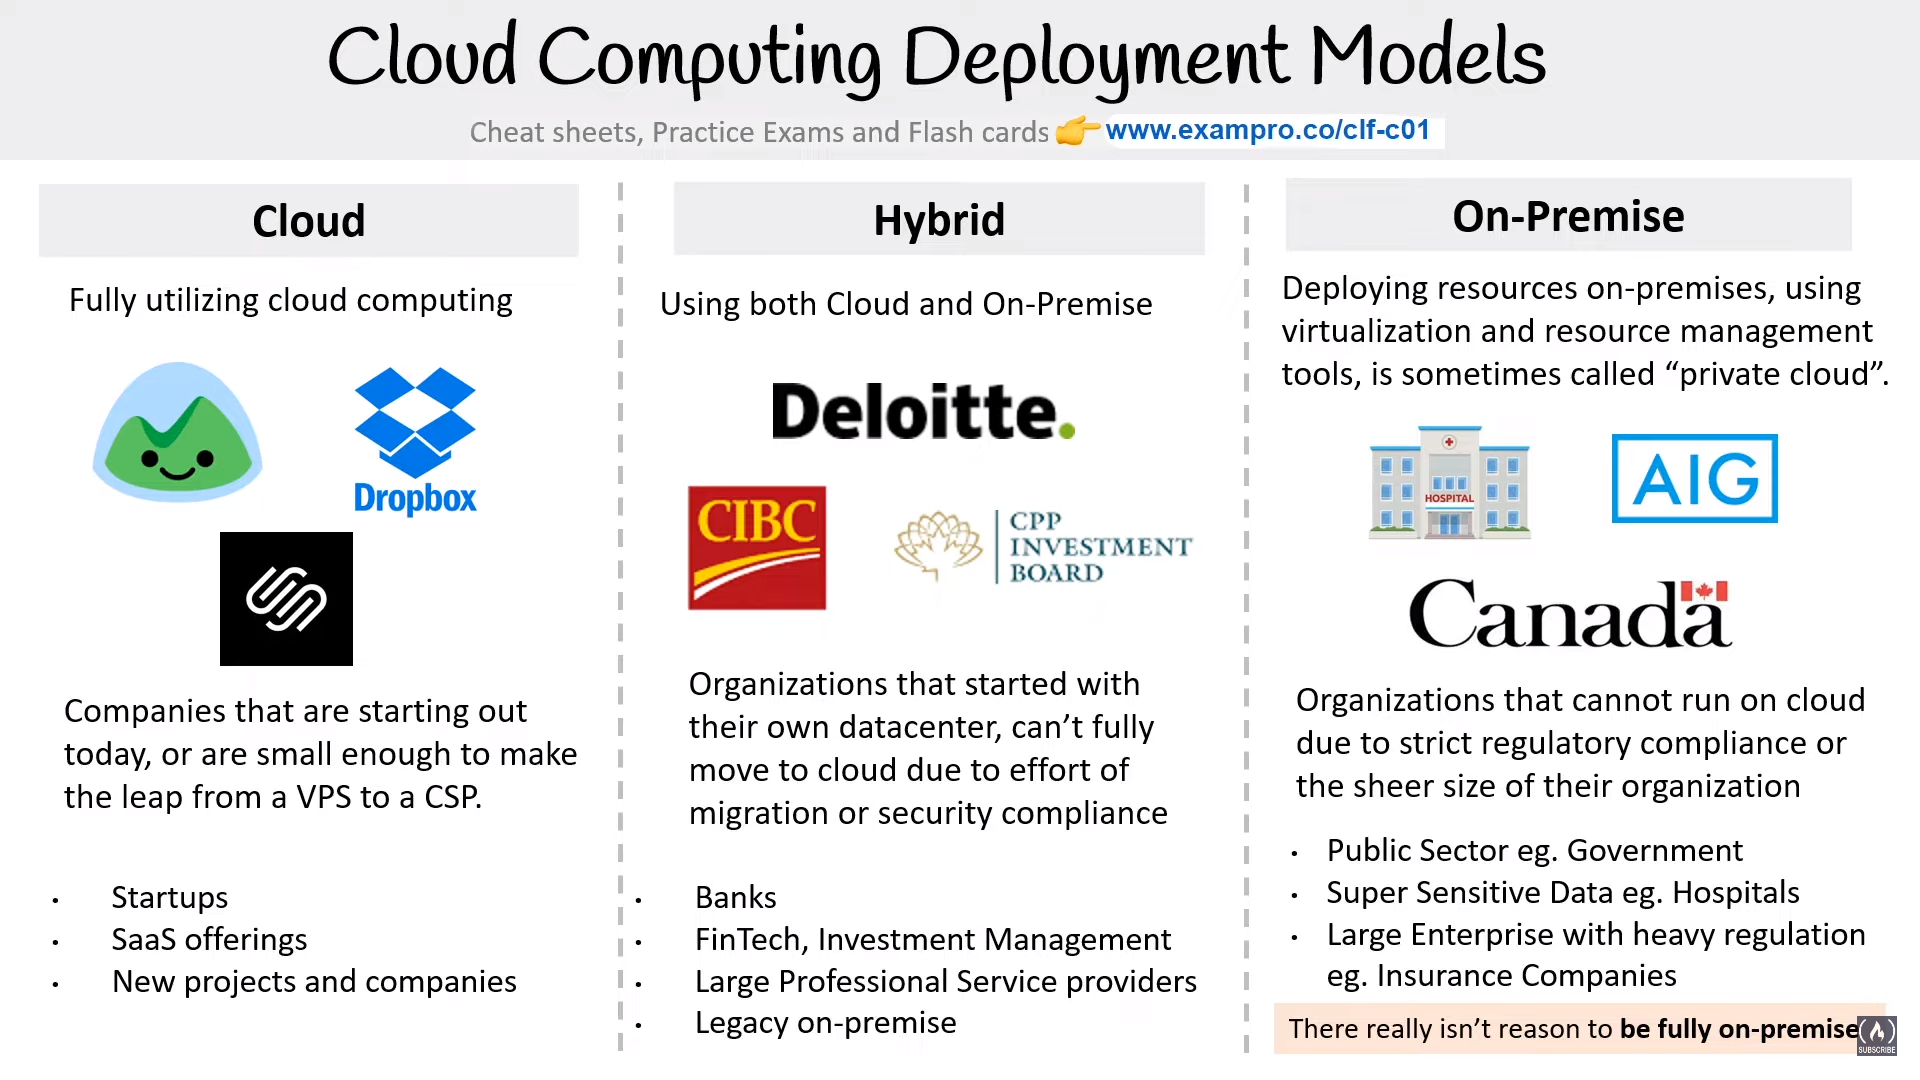 Cloud Computing Deployment Models
Cheat sheets, Practice Exams and Flash cards 👉 www.exampro.co/clf-c01
Cloud
Fully utilizing cloud computing
Dropbox
Companies that are starting out
today, or are small enough to make
the leap from a VPS to a CSP.
• Startups
• SaaS offerings
• New projects and companies
Hybrid
Using both Cloud and On-Premise
Deloitte.
CIBC
CPP
INVESTMENT
BOARD
Organizations that started with
their own datacenter, can’t fully
move to cloud due to effort of
migration or security compliance
• Banks
• FinTech, Investment Management
• Large Professional Service providers
• Legacy on-premise
On-Premise
Deploying resources on-premises, using
virtualization and resource management
tools, is sometimes called “private cloud”.
HOSPITAL
AIG
Canada
Organizations that cannot run on cloud
due to strict regulatory compliance or
the sheer size of their organization
• Public Sector eg. Government
• Super Sensitive Data eg. Hospitals
• Large Enterprise with heavy regulation
eg. Insurance Companies
There really isn’t reason to be fully on-premise
SUBSCRIBE